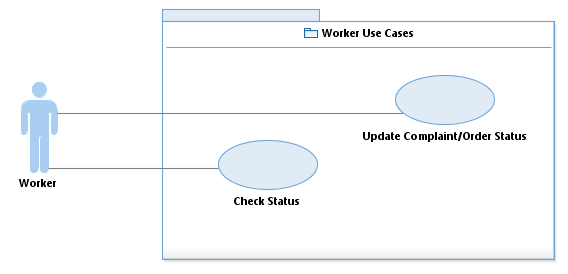 Worker Use Cases
Update Complaint/Order Status
Worker
Check Status